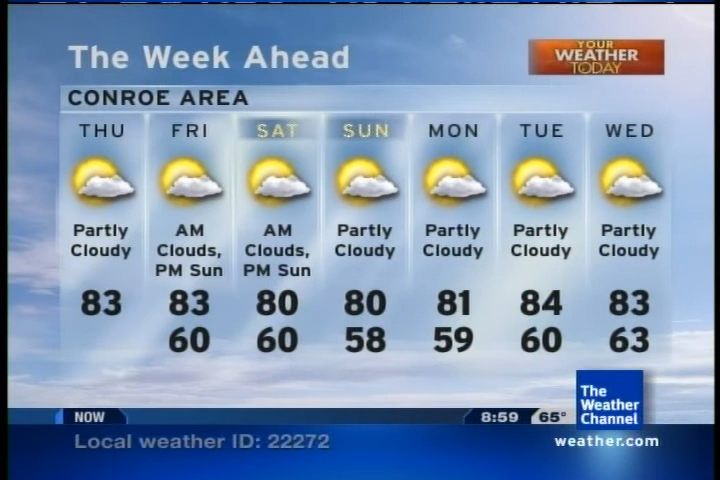 The Week Ahead
YOUR
WEATHER
TODAY
CONROE AREA
THU FRI SAT SUN MON TUE WED
Partly
Cloudy
AM
Clouds,
PM Sun
AM
Clouds,
PM Sun
Partly
Cloudy
Partly
Cloudy
Partly
Cloudy
Partly
Cloudy
83 83 80 80 81 84 83
60 60 58 59 60 63
NOW
8:59 65°
The
Weather
Channel
Local weather ID: 22272
weather.com